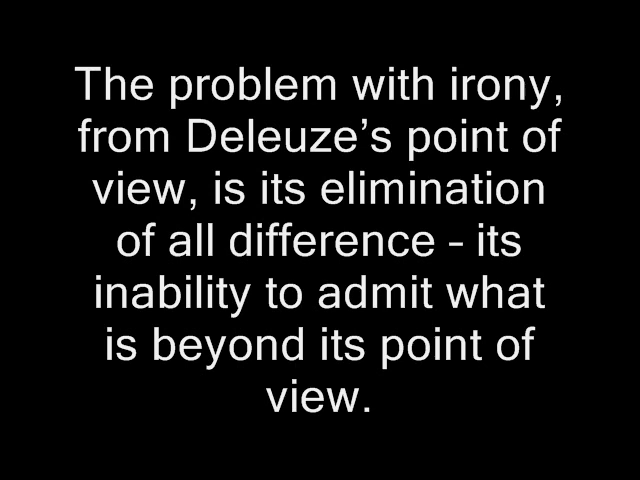 The problem with irony,
from Deleuze’s point of
view, is its elimination
of all difference – its
inability to admit what
is beyond its point of
view.